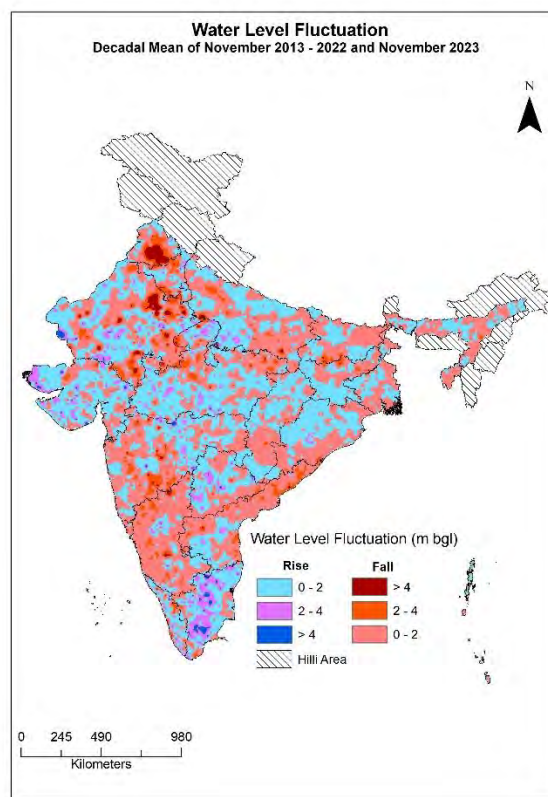 Water Level Fluctuation
Decadal Mean of November 2013 - 2022 and November 2023
N
Water Level Fluctuation (m bgl)
Rise Fall
0 - 2 > 4
2 - 4 2 - 4
> 4 0 - 2
Hilli Area
0 245 490 980
Kilometers